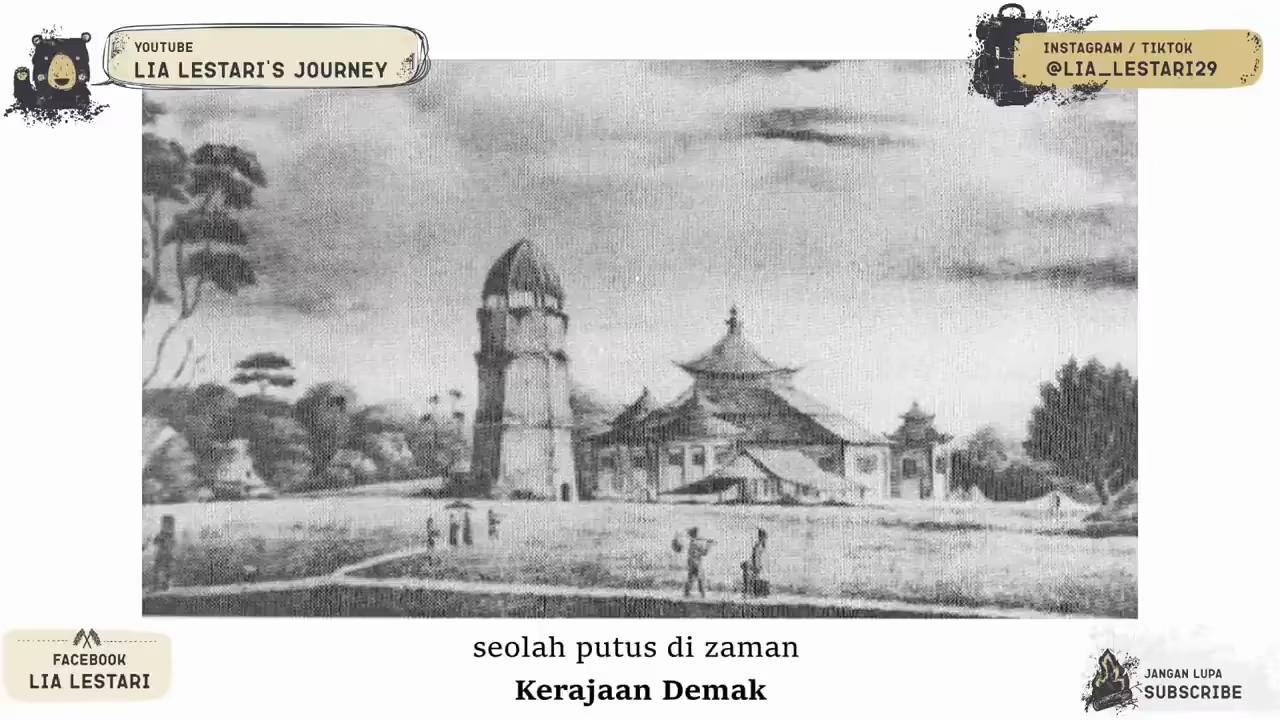 YOUTUBE
LIA LESTARI'S JOURNEY
INSTAGRAM / TIKTOK
@LIA_LESTARI29
seolah putus di zaman
Kerajaan Demak
FACEBOOK
LIA LESTARI
JANGAN LUPA
SUBSCRIBE